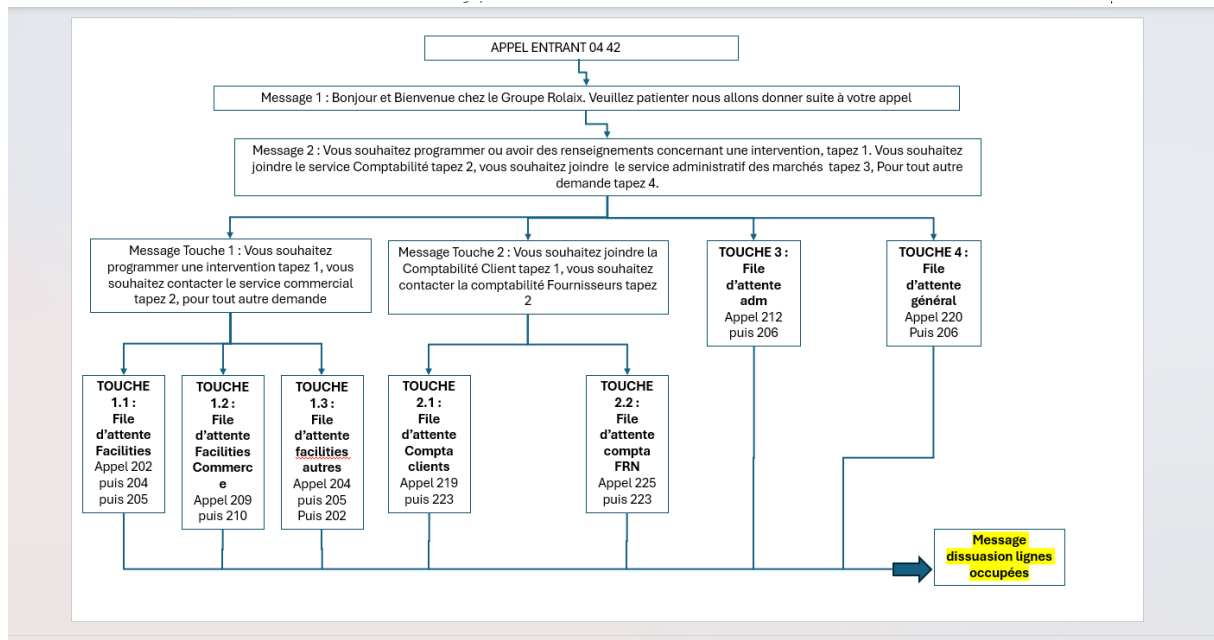 APPEL ENTRANT 04 42
Message 1 : Bonjour et Bienvenue chez le Groupe Rolaix. Veuillez patienter nous allons donner suite à votre appel
Message 2 : Vous souhaitez programmer ou avoir des renseignements concernant une intervention, tapez 1. Vous souhaitez
joindre le service Comptabilité tapez 2, vous souhaitez joindre le service administratif des marchés tapez 3, Pour tout autre
demande tapez 4.
Message Touche 1 : Vous souhaitez
programmer une intervention tapez 1, vous
souhaitez contacter le service commercial
tapez 2, pour tout autre demande
Message Touche 2 : Vous souhaitez joindre la
Comptabilité Client tapez 1, vous souhaitez
contacter la comptabilité Fournisseurs tapez
2
TOUCHE 3 :
File
d'attente
adm
Appel 212
puis 206
TOUCHE 4 :
File
d'attente
général
Appel 220
Puis 206
TOUCHE
1.1 :
File
d'attente
Facilities
Appel 202
puis 204
puis 205
TOUCHE
1.2 :
File
d'attente
Facilities
Commerc
e
Appel 209
puis 210
TOUCHE
1.3 : File
d'attente
facilities
autres
Appel 204
puis 205
Puis 202
TOUCHE
2.1 :
File
d'attente
Compta
clients
Appel 219
puis 223
TOUCHE
2.2 :
File
d'attente
compta
FRN
Appel 225
puis 223
Message
dissuasion lignes
occupées